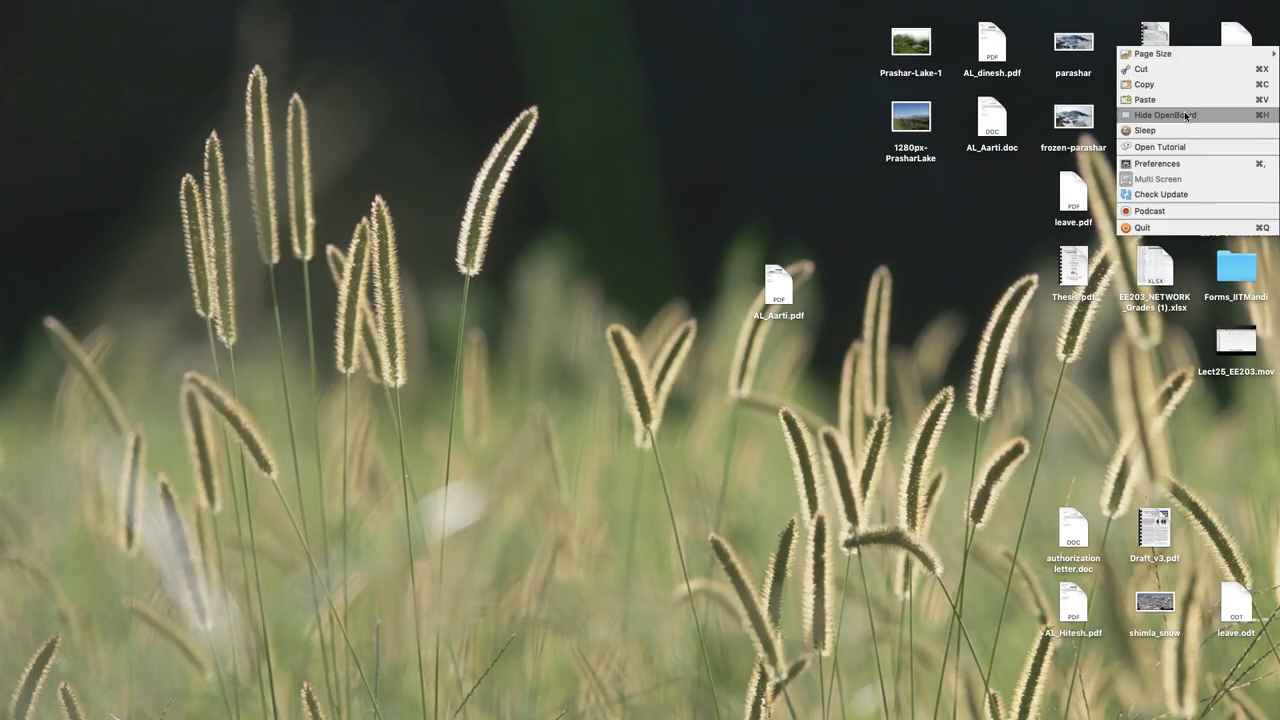 Prashar-Lake-1
AL_dinesh.pdf
parashar
1280px-
PrasharLake
AL_Aarti.doc
frozen-parashar
leave.pdf
AL_Aarti.pdf
Thesis.pdf
EE203_NETWORK
_Grades (1).xlsx
Forms_IITMandi
Lect25_EE203.mov
authorization
letter.doc
Draft_v3.pdf
AL_Hitesh.pdf
shimla_snow
leave.odt
Page Size
Cut ⌘X
Copy ⌘C
Paste ⌘V
Hide OpenBoard ⌘H
Sleep
Open Tutorial
Preferences ⌘,
Multi Screen
Check Update
Podcast
Quit ⌘Q
PDF
DOC
PDF
PDF
XLSX
DOC
PDF
ODT